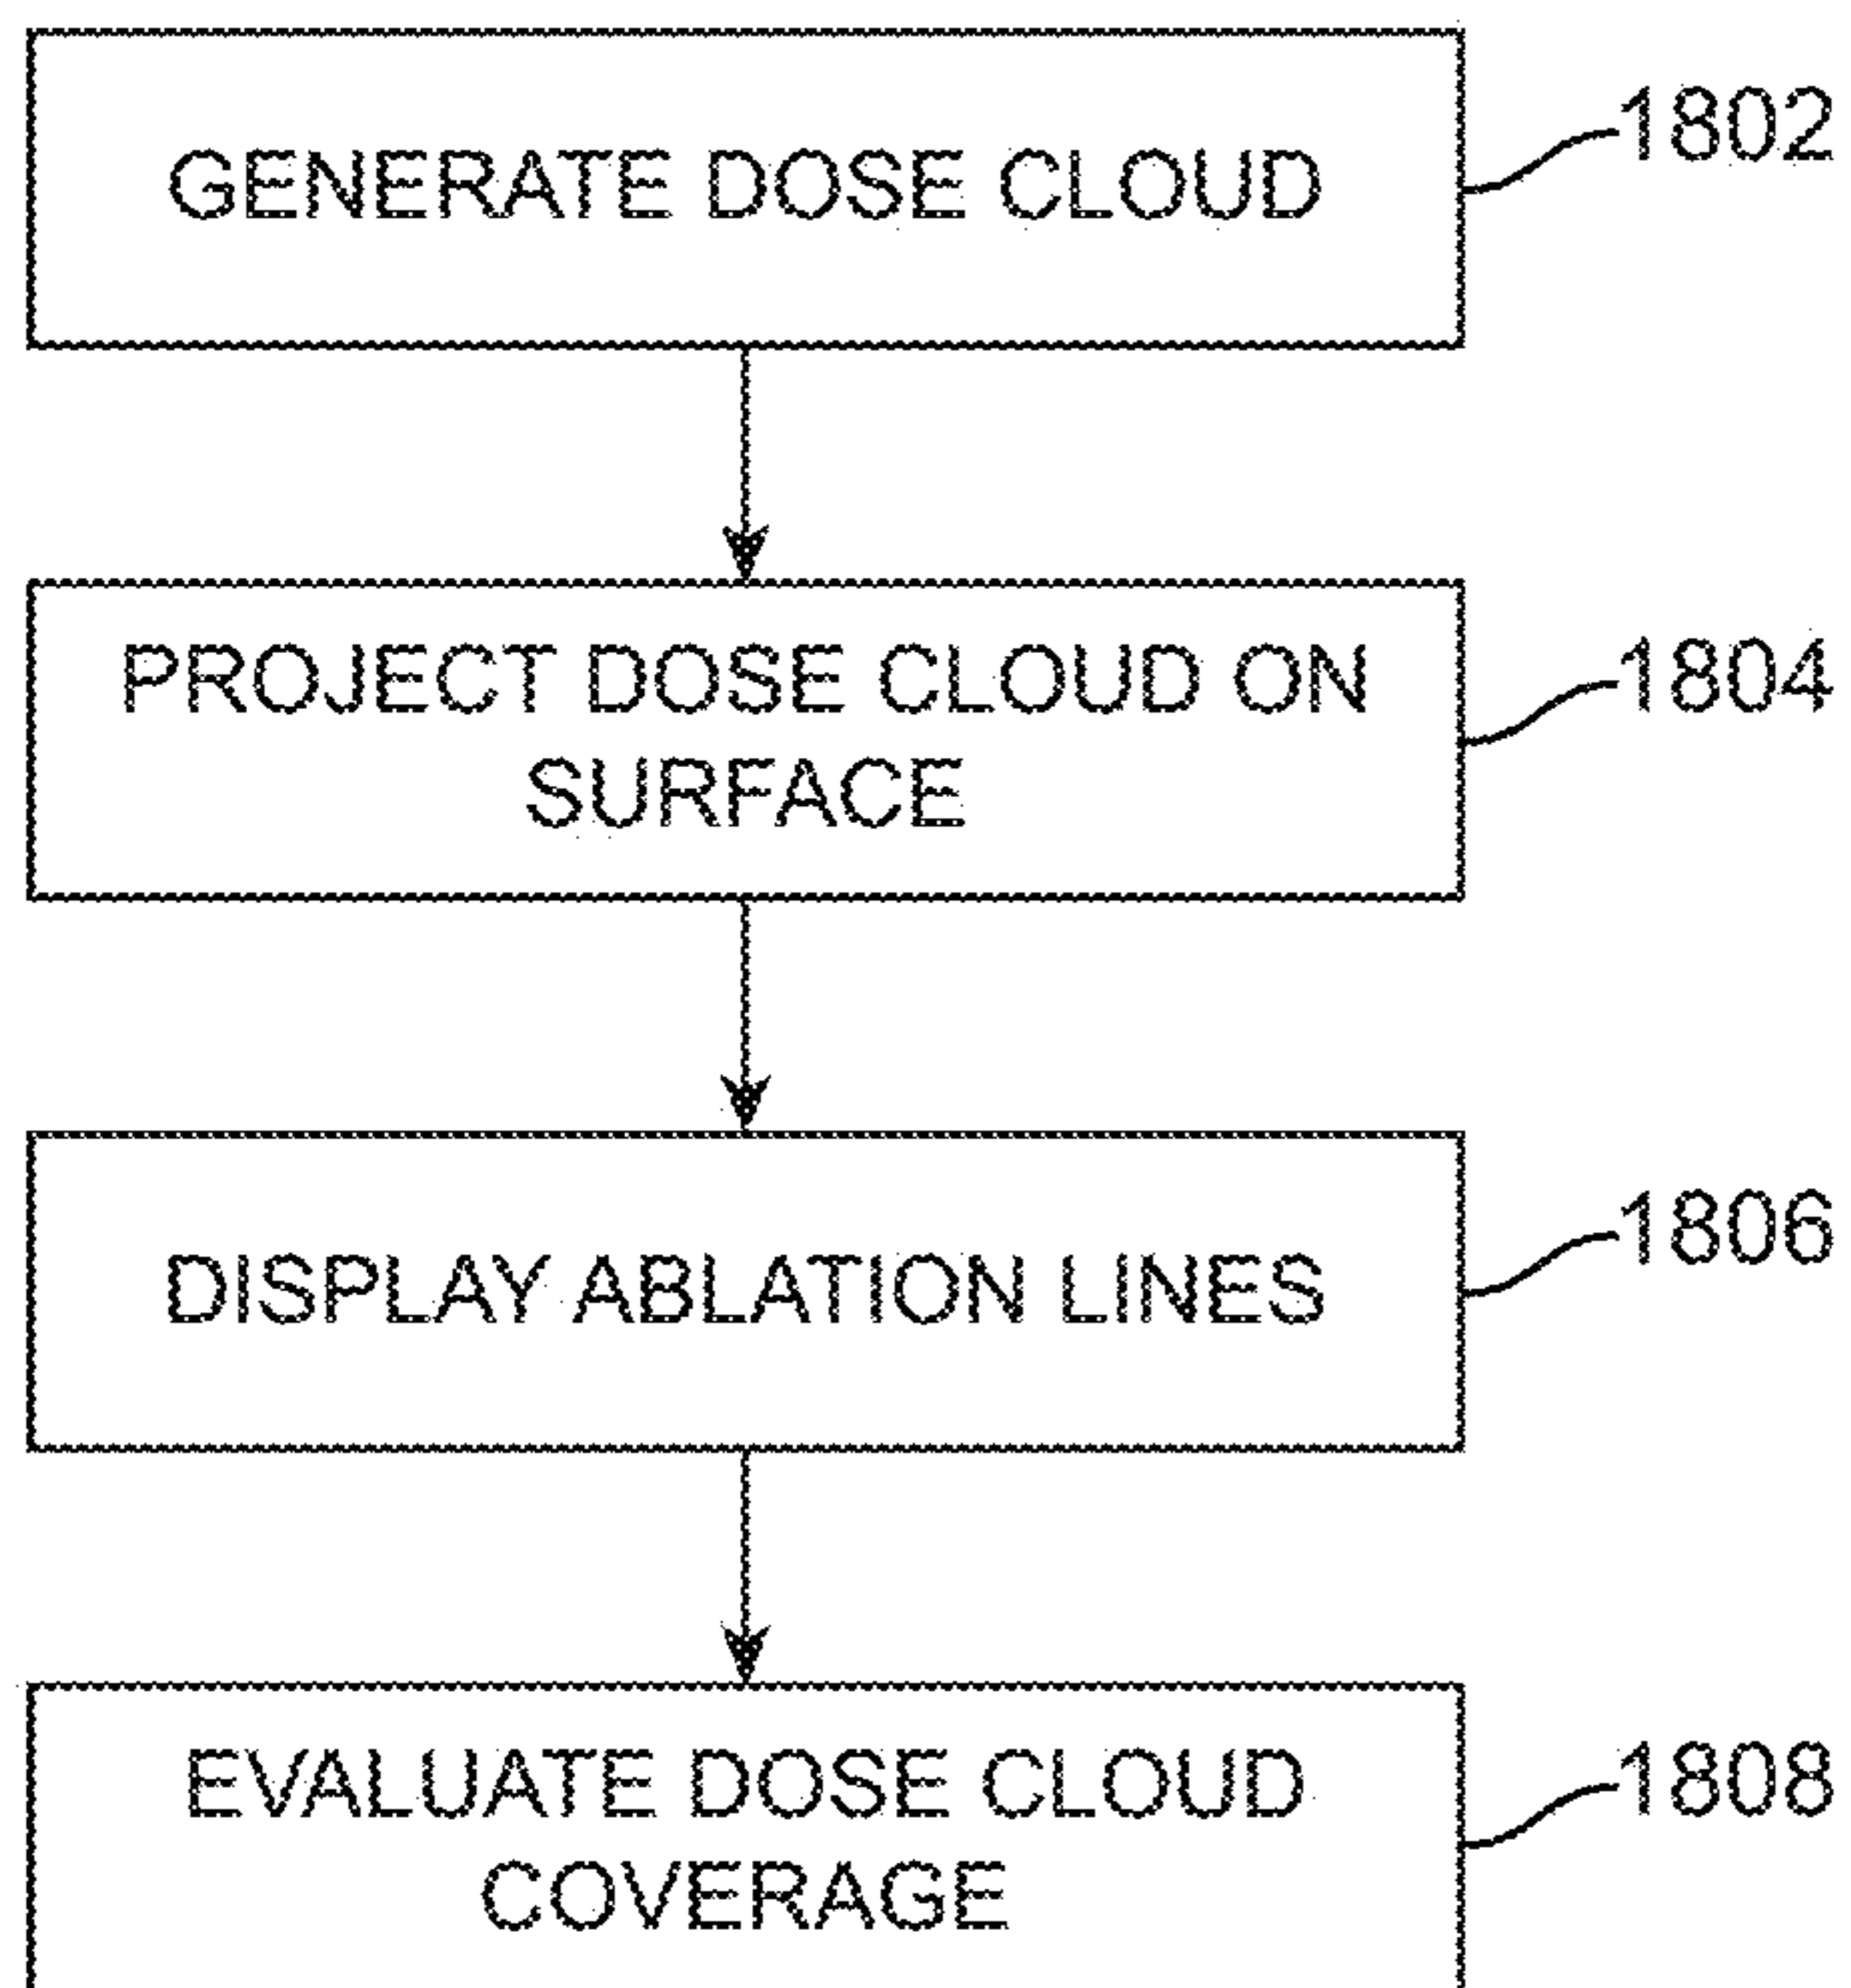 GENERATE DOSE CLOUD
1802
PROJECT DOSE CLOUD ON
SURFACE
1804
DISPLAY ABLATION LINES
1806
EVALUATE DOSE CLOUD
COVERAGE
1808